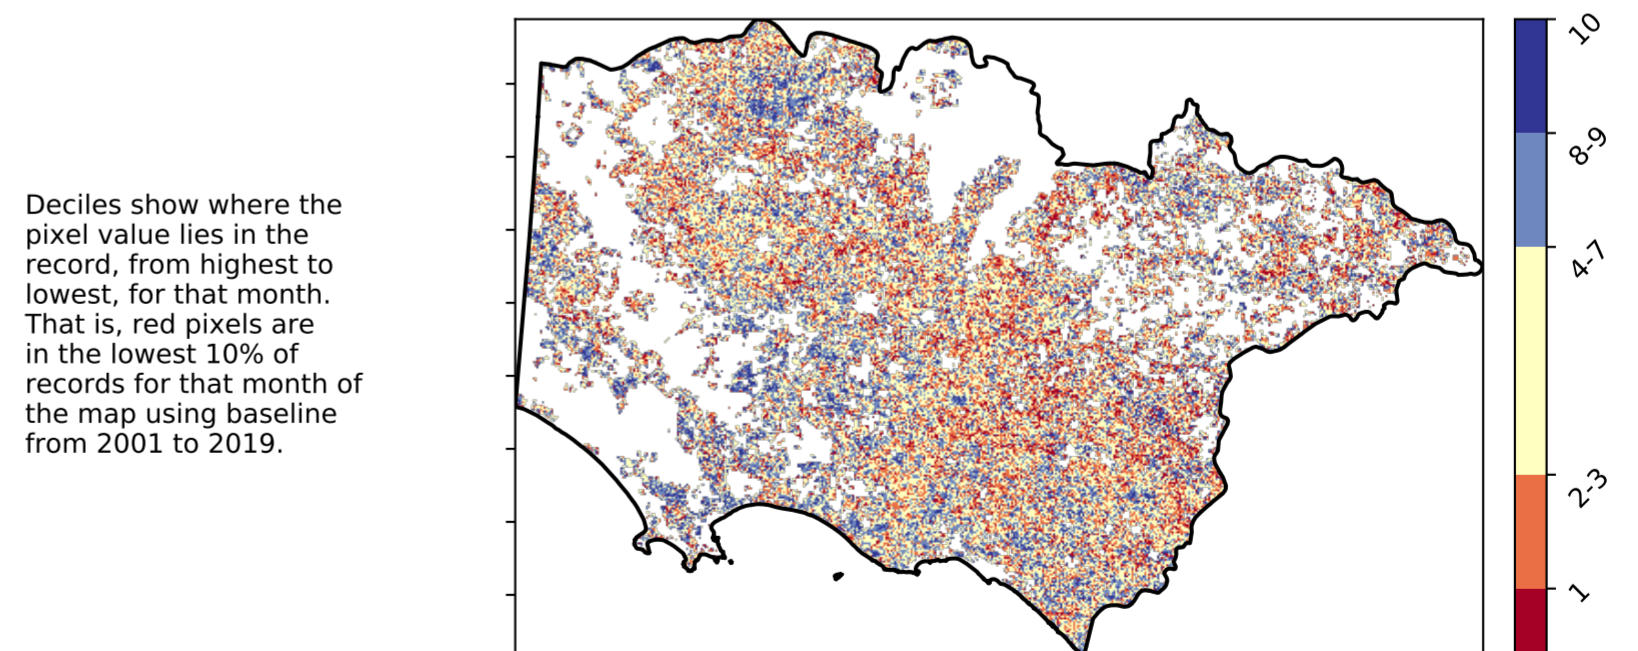 Deciles show where the
pixel value lies in the
record, from highest to
lowest, for that month.
That is, red pixels are
in the lowest 10% of
records for that month of
the map using baseline
from 2001 to 2019.
10
8-9
4-7
2-3
1